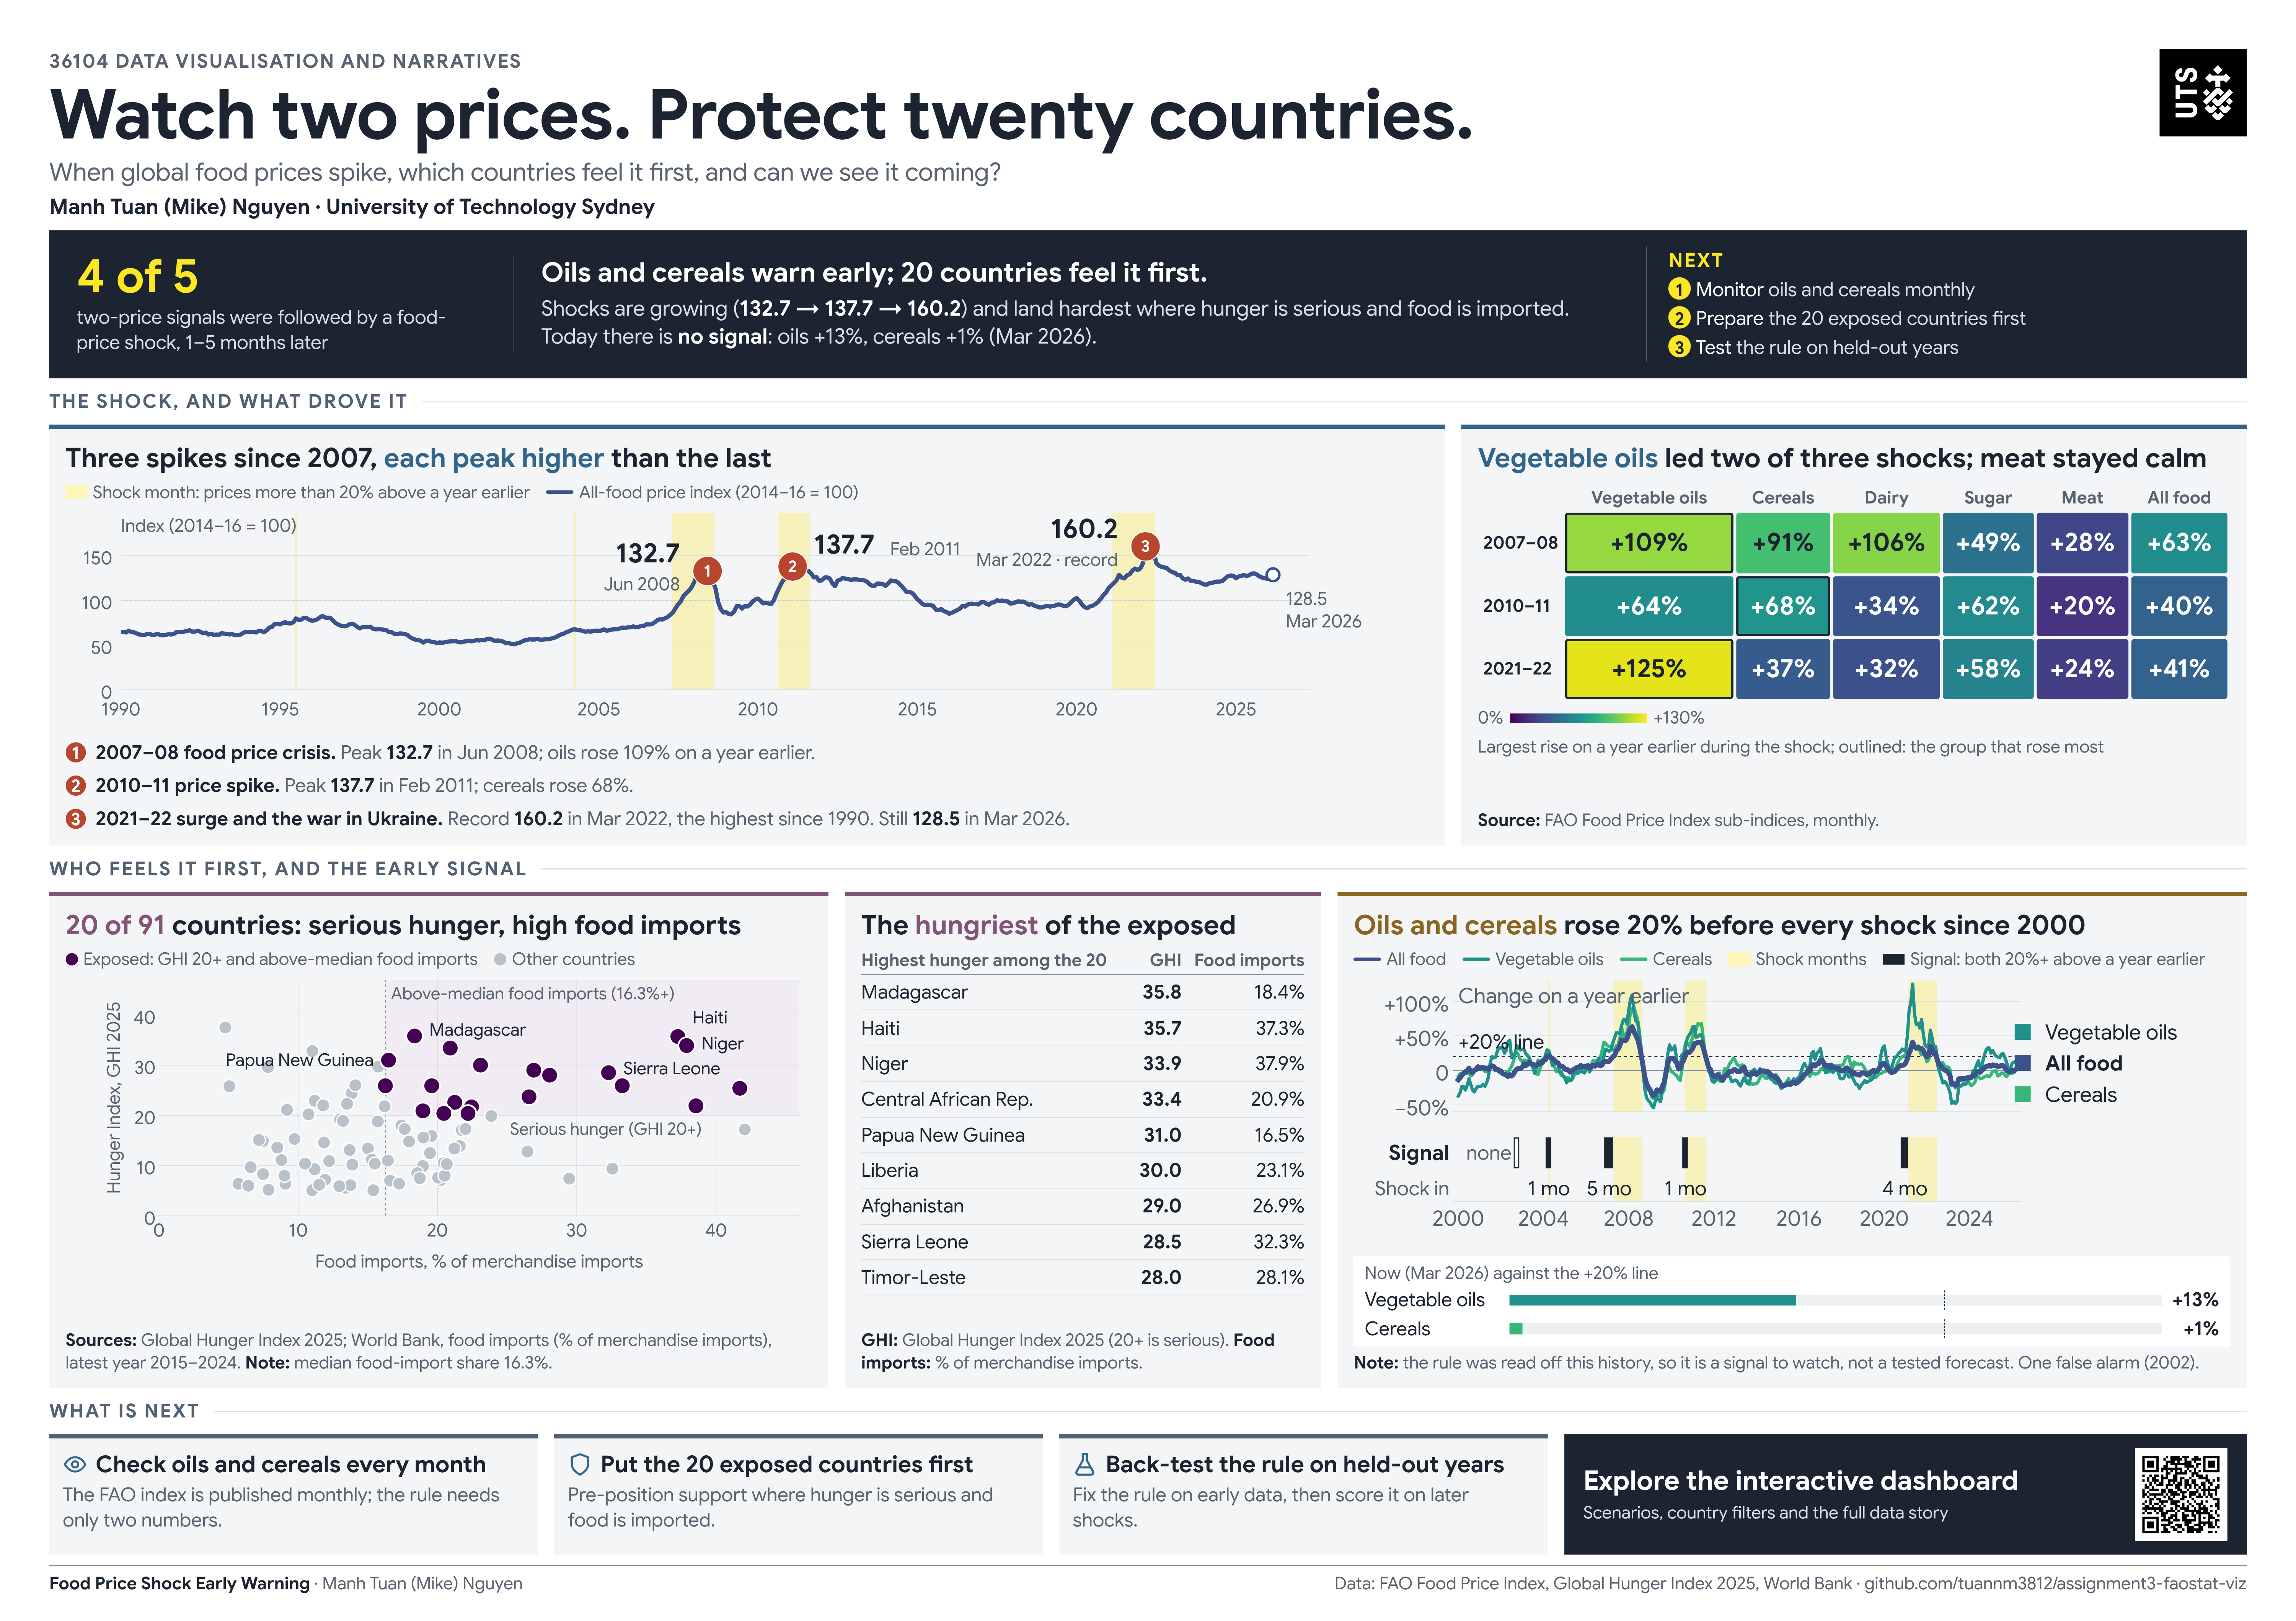 36104 DATA VISUALISATION AND NARRATIVES
Watch two prices. Protect twenty countries.
When global food prices spike, which countries feel it first, and can we see it coming?
Manh Tuan (Mike) Nguyen · University of Technology Sydney
UTS
4 of 5
two-price signals were followed by a food-
price shock, 1–5 months later
Oils and cereals warn early; 20 countries feel it first.
Shocks are growing (132.7 → 137.7 → 160.2) and land hardest where hunger is serious and food is imported.
Today there is no signal: oils +13%, cereals +1% (Mar 2026).
NEXT
1 Monitor oils and cereals monthly
2 Prepare the 20 exposed countries first
3 Test the rule on held-out years
THE SHOCK, AND WHAT DROVE IT
Three spikes since 2007, each peak higher than the last
Shock month: prices more than 20% above a year earlier All-food price index (2014–16 = 100)
Index (2014–16 = 100)
150
100
50
0
132.7
Jun 2008
1
2
137.7 Feb 2011
160.2
Mar 2022 · record
3
128.5
Mar 2026
1990 1995 2000 2005 2010 2015 2020 2025
1 2007–08 food price crisis. Peak 132.7 in Jun 2008; oils rose 109% on a year earlier.
2 2010–11 price spike. Peak 137.7 in Feb 2011; cereals rose 68%.
3 2021–22 surge and the war in Ukraine. Record 160.2 in Mar 2022, the highest since 1990. Still 128.5 in Mar 2026.
Vegetable oils led two of three shocks; meat stayed calm
Vegetable oils Cereals Dairy Sugar Meat All food
2007–08 +109% +91% +106% +49% +28% +63%
2010–11 +64% +68% +34% +62% +20% +40%
2021–22 +125% +37% +32% +58% +24% +41%
0% +130%
Largest rise on a year earlier during the shock; outlined: the group that rose most
Source: FAO Food Price Index sub-indices, monthly.
WHO FEELS IT FIRST, AND THE EARLY SIGNAL
20 of 91 countries: serious hunger, high food imports
Exposed: GHI 20+ and above-median food imports Other countries
Hunger Index, GHI 2025
40
30
20
10
0
Above-median food imports (16.3%+)
Madagascar
Haiti
Niger
Papua New Guinea
Sierra Leone
Serious hunger (GHI 20+)
0 10 20 30 40
Food imports, % of merchandise imports
Sources: Global Hunger Index 2025; World Bank, food imports (% of merchandise imports),
latest year 2015–2024. Note: median food-import share 16.3%.
The hungriest of the exposed
Highest hunger among the 20 GHI Food imports
Madagascar 35.8 18.4%
Haiti 35.7 37.3%
Niger 33.9 37.9%
Central African Rep. 33.4 20.9%
Papua New Guinea 31.0 16.5%
Liberia 30.0 23.1%
Afghanistan 29.0 26.9%
Sierra Leone 28.5 32.3%
Timor-Leste 28.0 28.1%
GHI: Global Hunger Index 2025 (20+ is serious). Food
imports: % of merchandise imports.
Oils and cereals rose 20% before every shock since 2000
All food Vegetable oils Cereals Shock months Signal: both 20%+ above a year earlier
Change on a year earlier
+100%
+50%
0
−50%
+20% line
Vegetable oils
All food
Cereals
Signal none
Shock in 1 mo 5 mo 1 mo 4 mo
2000 2004 2008 2012 2016 2020 2024
Now (Mar 2026) against the +20% line
Vegetable oils +13%
Cereals +1%
Note: the rule was read off this history, so it is a signal to watch, not a tested forecast. One false alarm (2002).
WHAT IS NEXT
Check oils and cereals every month
The FAO index is published monthly; the rule needs
only two numbers.
Put the 20 exposed countries first
Pre-position support where hunger is serious and
food is imported.
Back-test the rule on held-out years
Fix the rule on early data, then score it on later
shocks.
Explore the interactive dashboard
Scenarios, country filters and the full data story
Food Price Shock Early Warning · Manh Tuan (Mike) Nguyen
Data: FAO Food Price Index, Global Hunger Index 2025, World Bank · github.com/tuannm3812/assignment3-faostat-viz